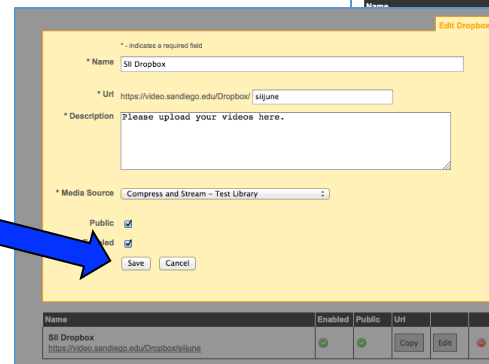 Name
Edit Dropbox
* - indicates a required field
* Name SII Dropbox
* Url https://video.sandiego.edu/Dropbox/ siijune
* Description Please upload your videos here.
* Media Source Compress and Stream – Test Library
Public
Save Cancel
Name Enabled Public Url
SII Dropbox
https://video.sandiego.edu/Dropbox/siijune
Copy Edit